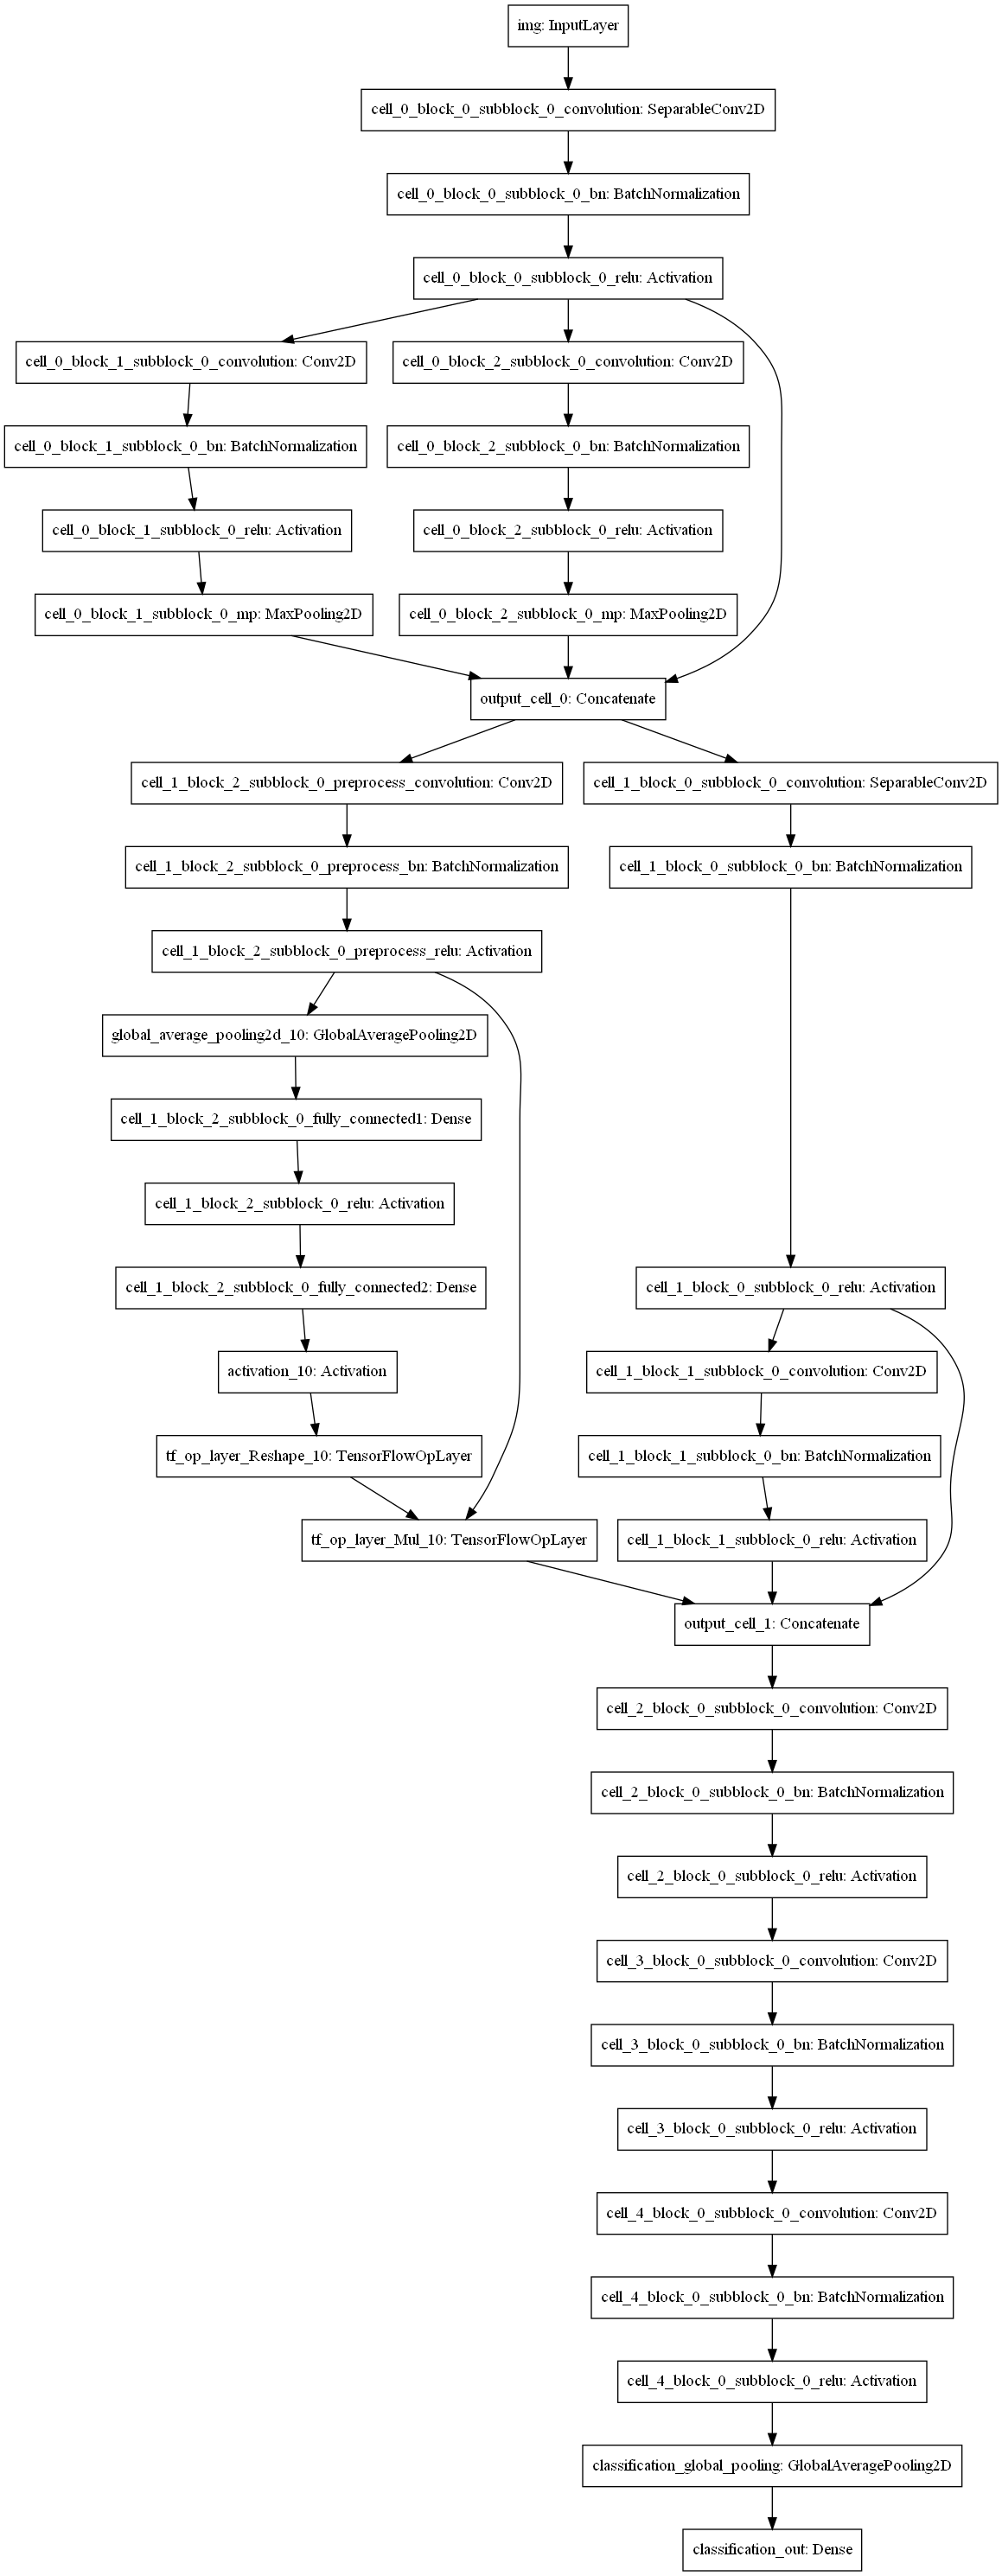 img: InputLayer
cell_0_block_0_subblock_0_convolution: SeparableConv2D
cell_0_block_0_subblock_0_bn: BatchNormalization
cell_0_block_0_subblock_0_relu: Activation
cell_0_block_1_subblock_0_convolution: Conv2D
cell_0_block_2_subblock_0_convolution: Conv2D
cell_0_block_1_subblock_0_bn: BatchNormalization
cell_0_block_2_subblock_0_bn: BatchNormalization
cell_0_block_1_subblock_0_relu: Activation
cell_0_block_2_subblock_0_relu: Activation
cell_0_block_1_subblock_0_mp: MaxPooling2D
cell_0_block_2_subblock_0_mp: MaxPooling2D
output_cell_0: Concatenate
cell_1_block_2_subblock_0_preprocess_convolution: Conv2D
cell_1_block_0_subblock_0_convolution: SeparableConv2D
cell_1_block_2_subblock_0_preprocess_bn: BatchNormalization
cell_1_block_0_subblock_0_bn: BatchNormalization
cell_1_block_2_subblock_0_preprocess_relu: Activation
global_average_pooling2d_10: GlobalAveragePooling2D
cell_1_block_2_subblock_0_fully_connected1: Dense
cell_1_block_2_subblock_0_relu: Activation
cell_1_block_2_subblock_0_fully_connected2: Dense
cell_1_block_0_subblock_0_relu: Activation
activation_10: Activation
cell_1_block_1_subblock_0_convolution: Conv2D
tf_op_layer_Reshape_10: TensorFlowOpLayer
cell_1_block_1_subblock_0_bn: BatchNormalization
tf_op_layer_Mul_10: TensorFlowOpLayer
cell_1_block_1_subblock_0_relu: Activation
output_cell_1: Concatenate
cell_2_block_0_subblock_0_convolution: Conv2D
cell_2_block_0_subblock_0_bn: BatchNormalization
cell_2_block_0_subblock_0_relu: Activation
cell_3_block_0_subblock_0_convolution: Conv2D
cell_3_block_0_subblock_0_bn: BatchNormalization
cell_3_block_0_subblock_0_relu: Activation
cell_4_block_0_subblock_0_convolution: Conv2D
cell_4_block_0_subblock_0_bn: BatchNormalization
cell_4_block_0_subblock_0_relu: Activation
classification_global_pooling: GlobalAveragePooling2D
classification_out: Dense